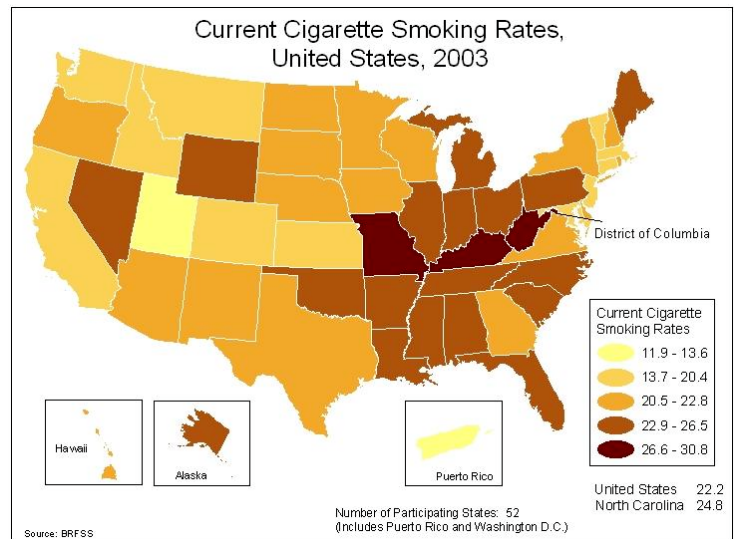 Current Cigarette Smoking Rates,
United States, 2003
District of Columbia
Current Cigarette
Smoking Rates
11.9 - 13.6
13.7 - 20.4
20.5 - 22.8
22.9 - 26.5
26.6 - 30.8
Hawaii
Alaska
Puerto Rico
United States 22.2
North Carolina 24.8
Number of Participating States: 52
(Includes Puerto Rico and Washington D.C.)
Source: BRFSS